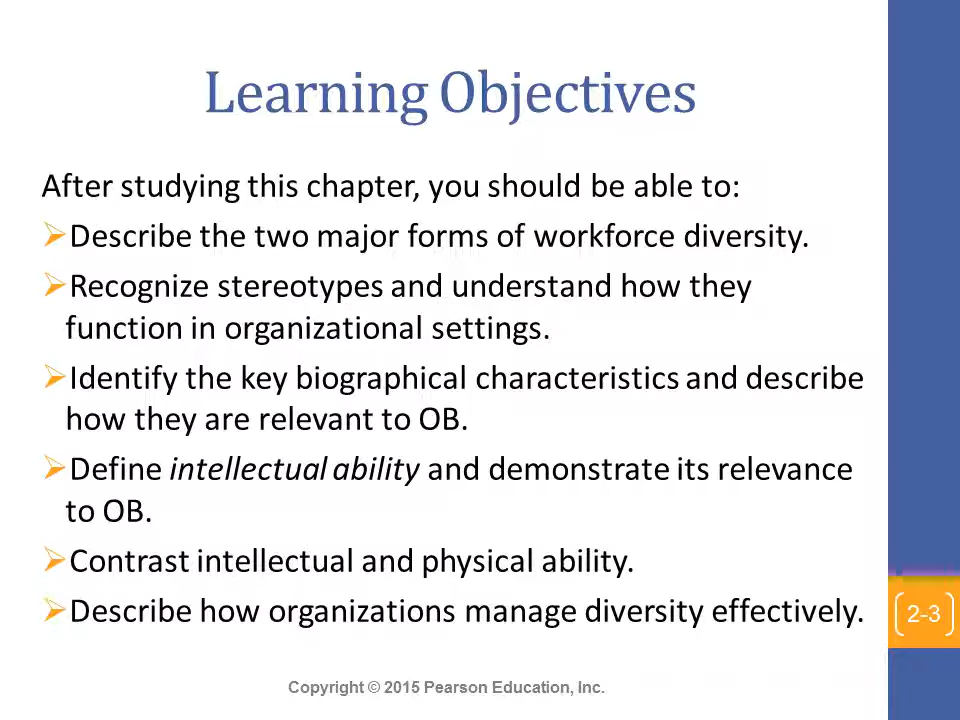 Learning Objectives
After studying this chapter, you should be able to:
➢Describe the two major forms of workforce diversity.
➢Recognize stereotypes and understand how they
function in organizational settings.
➢Identify the key biographical characteristics and describe
how they are relevant to OB.
➢Define intellectual ability and demonstrate its relevance
to OB.
➢Contrast intellectual and physical ability.
➢Describe how organizations manage diversity effectively.
2-3
Copyright © 2015 Pearson Education, Inc.